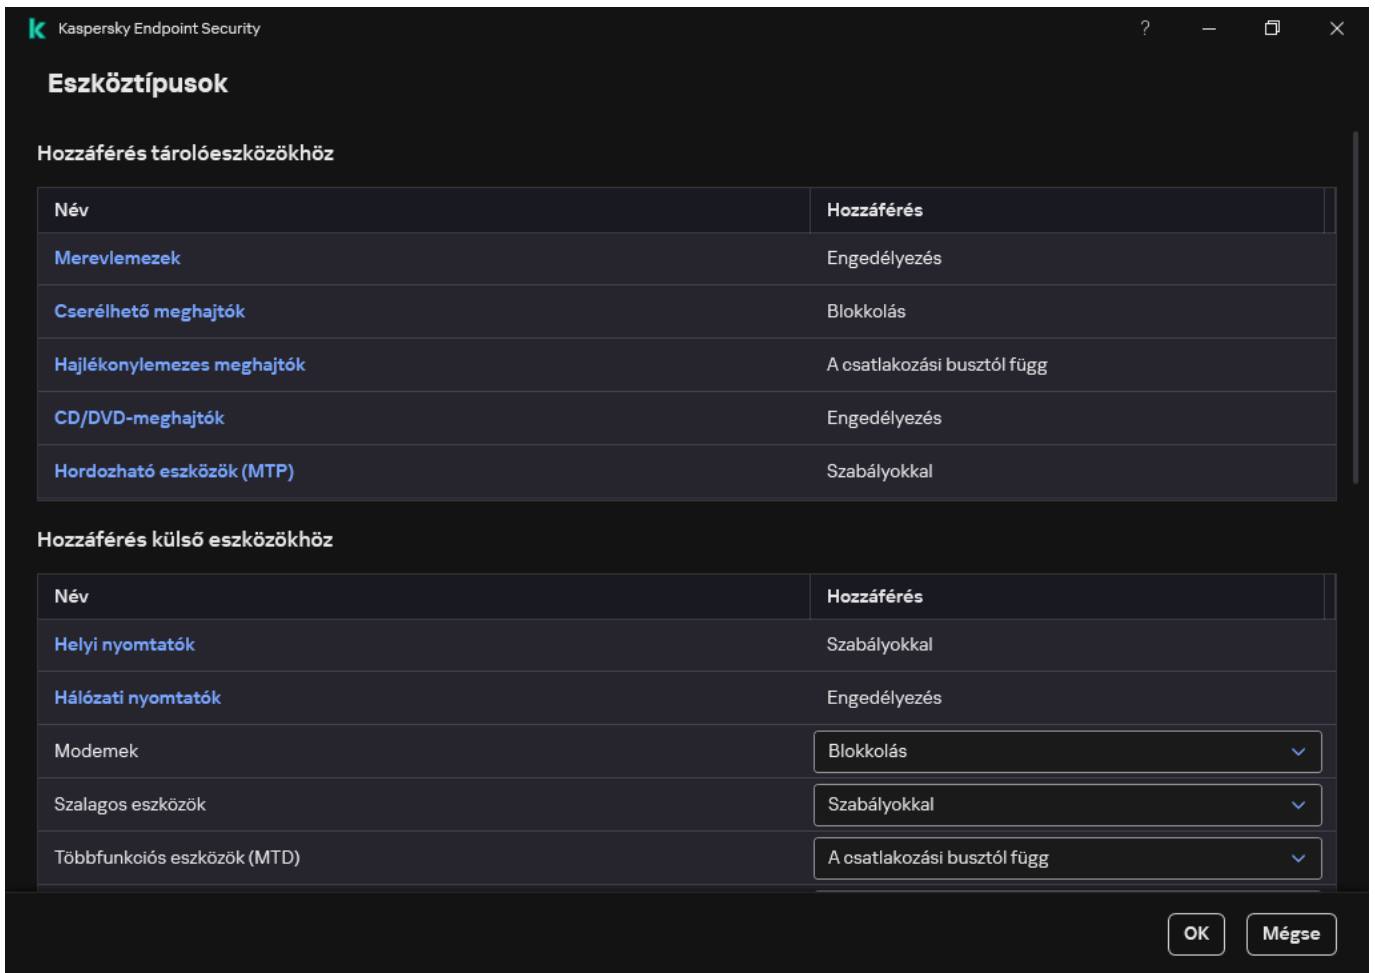 Kaspersky Endpoint Security
?
Eszköztípusok
Hozzáférés tárolóeszközökhöz
Név Hozzáférés
Merevlemezek Engedélyezés
Cserélhető meghajtók Blokkolás
Hajlékonylemezes meghajtók A csatlakozási busztól függ
CD/DVD-meghajtók Engedélyezés
Hordozható eszközök (MTP) Szabályokkal
Hozzáférés külső eszközökhöz
Név Hozzáférés
Helyi nyomtatók Szabályokkal
Hálózati nyomtatók Engedélyezés
Modemek Blokkolás
Szalagos eszközök Szabályokkal
Többfunkciós eszközök (MTD) A csatlakozási busztól függ
OK Mégse